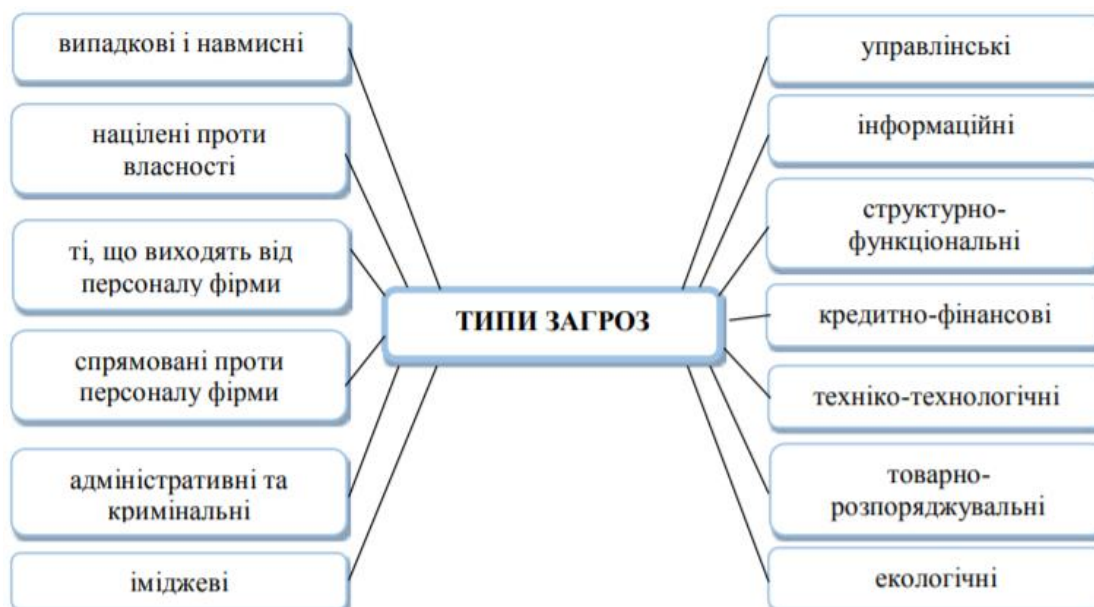 випадкові і навмисні
націлені проти
власності
ті, що виходять від
персоналу фірми
спрямовані проти
персоналу фірми
адміністративні та
кримінальні
іміджеві
ТИПИ ЗАГРОЗ
управлінські
інформаційні
структурно-
функціональні
кредитно-фінансові
техніко-технологічні
товарно-
розпоряджувальні
екологічні